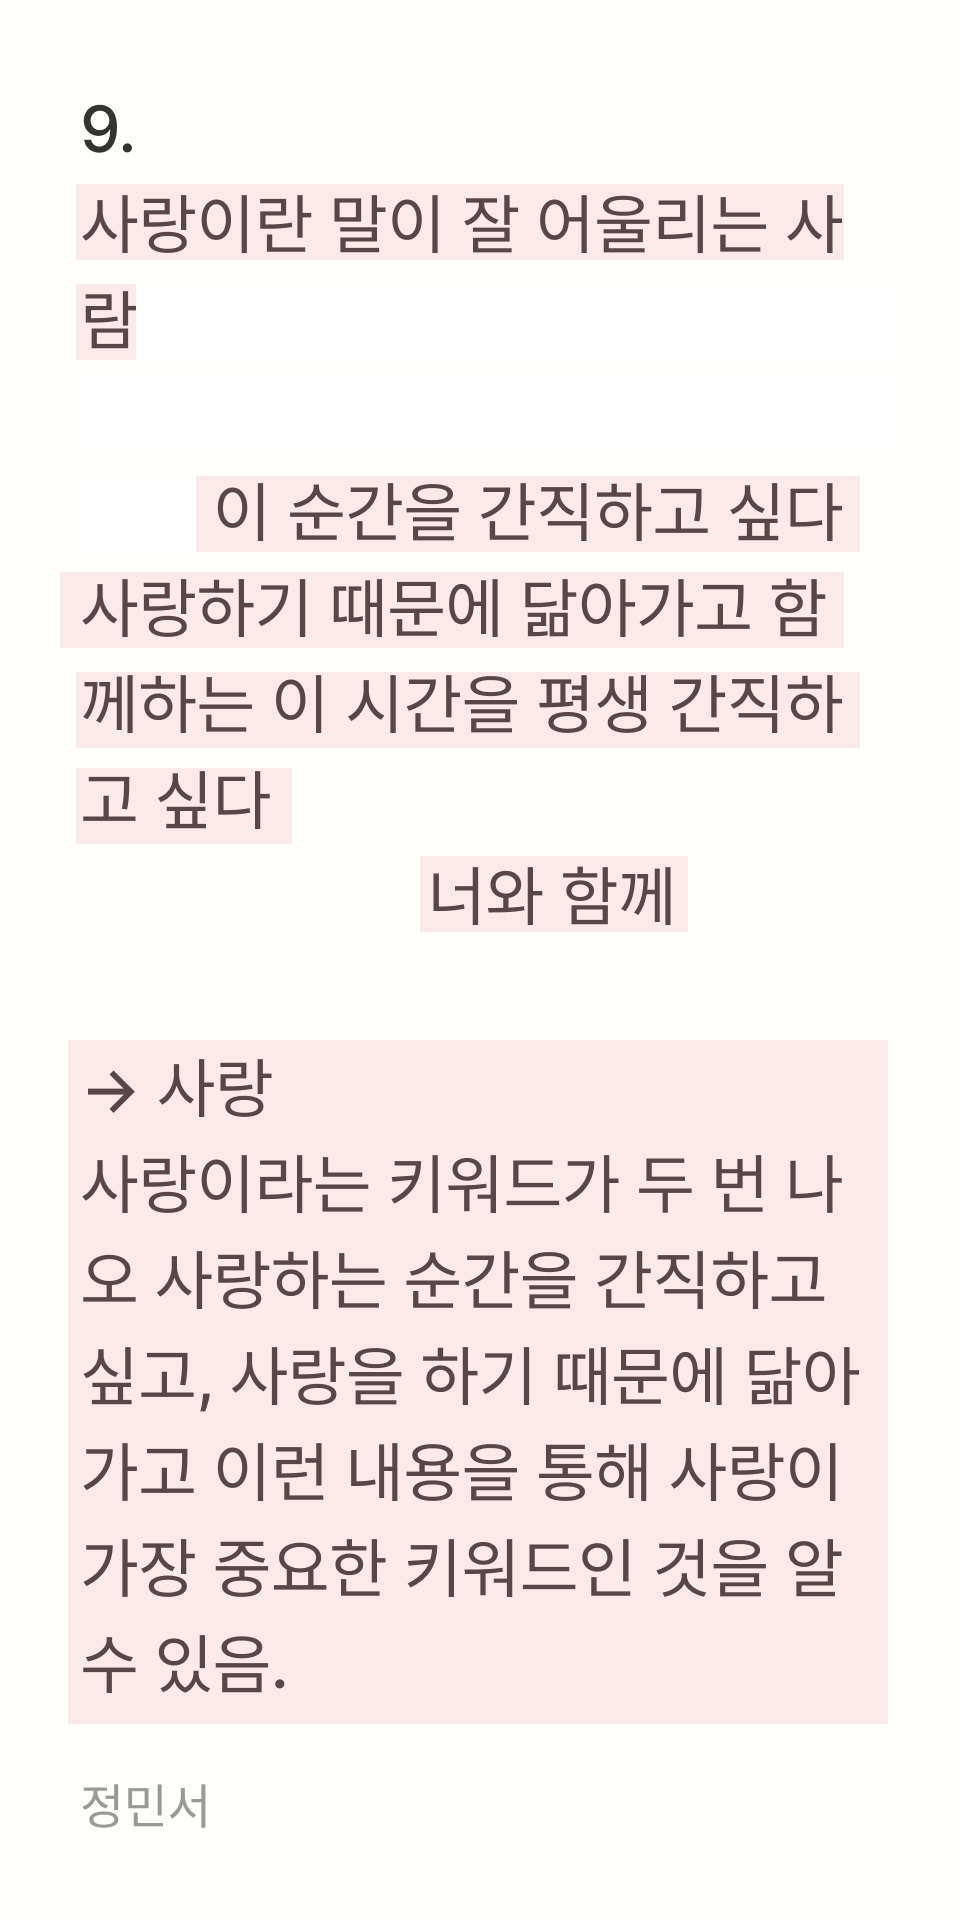 9.
사랑이란 말이 잘 어울리는 사
람
이 순간을 간직하고 싶다
사랑하기 때문에 닮아가고 함
께하는 이 시간을 평생 간직하
고 싶다
너와 함께
→ 사랑
사랑이라는 키워드가 두 번 나
오 사랑하는 순간을 간직하고
싶고, 사랑을 하기 때문에 닮아
가고 이런 내용을 통해 사랑이
가장 중요한 키워드인 것을 알
수 있음.
정민서